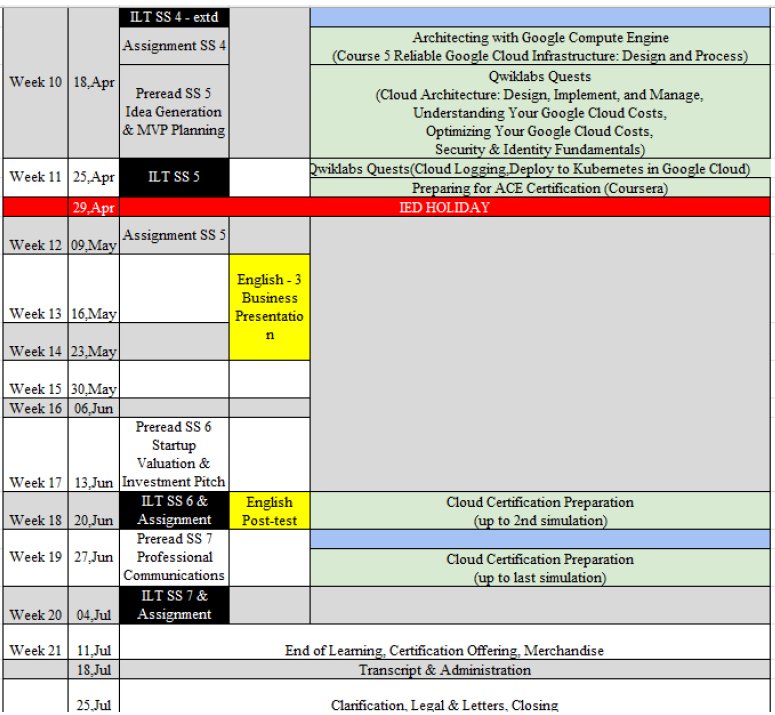 ILT SS 4 - extd
Week 10 18,Apr
Assignment SS 4
Architecting with Google Compute Engine
(Course 5 Reliable Google Cloud Infrastructure: Design and Process)
Preread SS 5
Idea Generation
& MVP Planning
Qwiklabs Quests
(Cloud Architecture: Design, Implement, and Manage,
Understanding Your Google Cloud Costs,
Optimizing Your Google Cloud Costs,
Security & Identity Fundamentals)
Week 11 25,Apr ILT SS 5
Qwiklabs Quests(Cloud Logging,Deploy to Kubernetes in Google Cloud)
Preparing for ACE Certification (Coursera)
29,Apr IED HOLIDAY
Week 12 09,May Assignment SS 5
English - 3
Business
Presentatio
n
Week 13 16,May
Week 14 23,May
Week 15 30,May
Week 16 06,Jun
Preread SS 6
Startup
Valuation &
Investment Pitch
Week 17 13,Jun
ILT SS 6 &
Assignment
English
Post-test
Week 18 20,Jun
Cloud Certification Preparation
(up to 2nd simulation)
Preread SS 7
Professional
Communications
Week 19 27,Jun
Cloud Certification Preparation
(up to last simulation)
ILT SS 7 &
Assignment
Week 20 04,Jul
Week 21 11,Jul End of Learning, Certification Offering, Merchandise
18,Jul Transcript & Administration
25,Jul Clarification, Legal & Letters, Closing